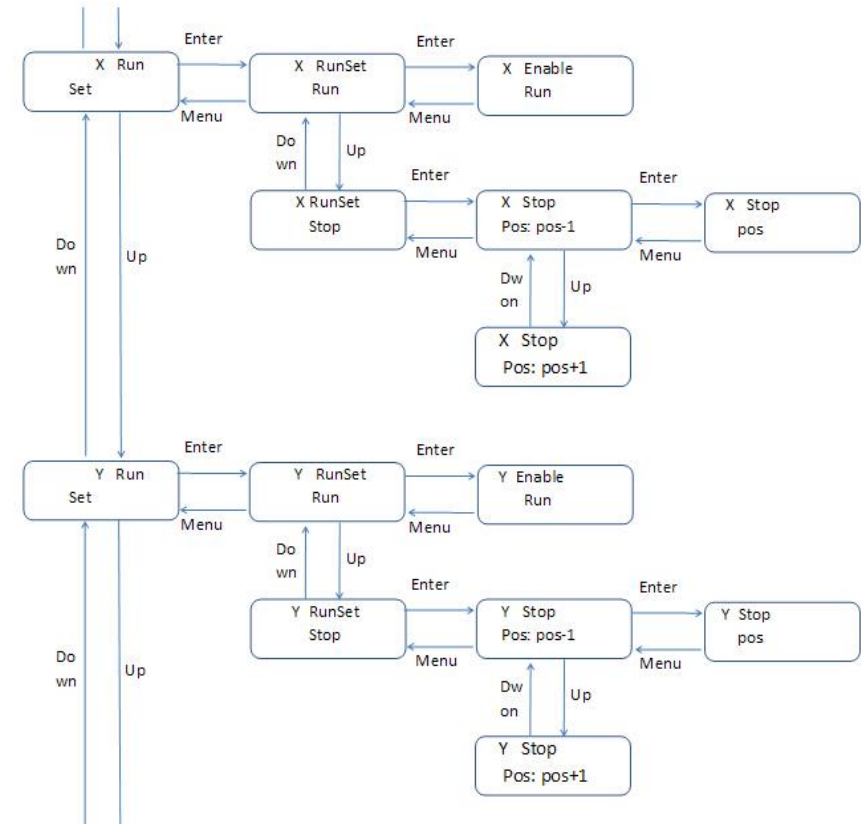 Enter
Enter
X Run
Set
X RunSet
Run
X Enable
Run
Menu
Menu
Do
wn
Up
Enter
Enter
X RunSet
Stop
X Stop
Pos: pos-1
X Stop
pos
Menu
Menu
Do
wn
Up
Dw
on
Up
X Stop
Pos: pos+1
Enter
Enter
Y Run
Set
Y RunSet
Run
Y Enable
Run
Menu
Menu
Do
wn
Up
Enter
Enter
Y RunSet
Stop
Y Stop
Pos: pos-1
Y Stop
pos
Menu
Menu
Do
wn
Up
Dw
on
Up
Y Stop
Pos: pos+1